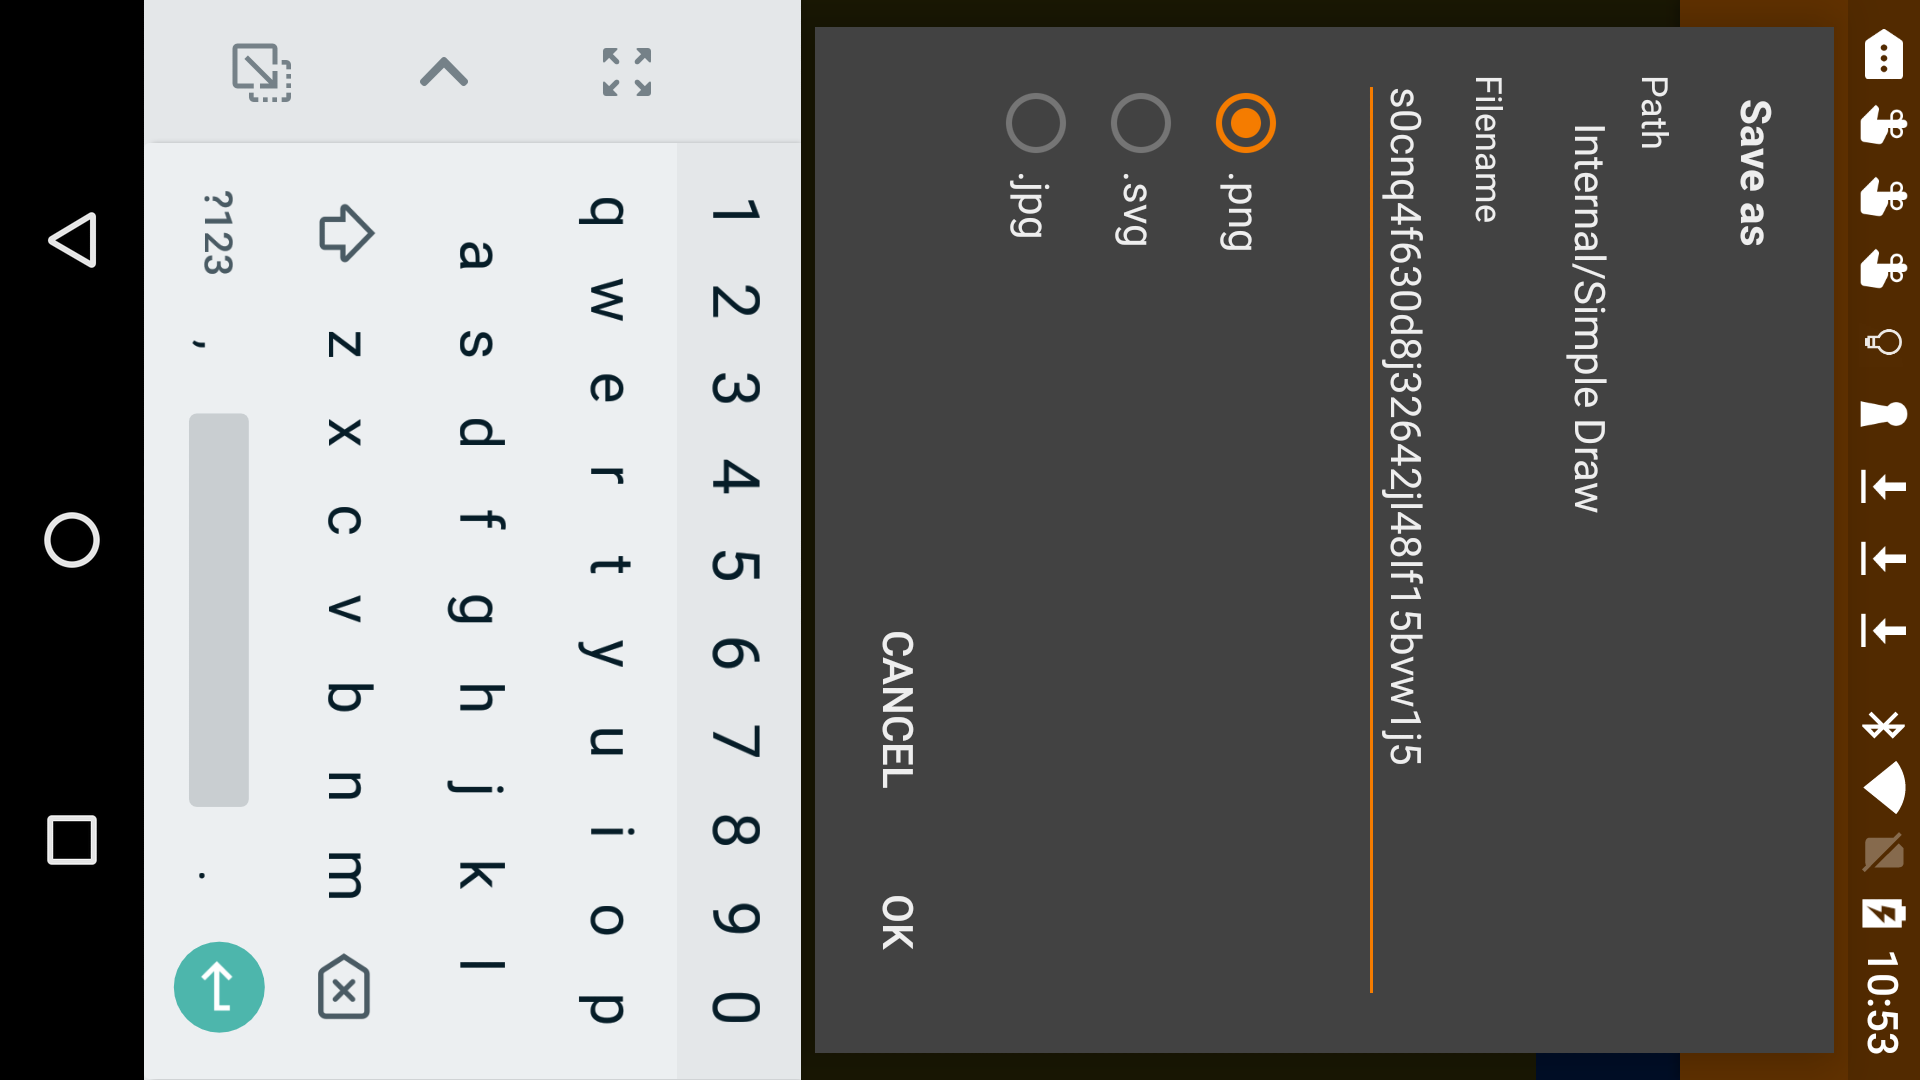 10:53
Save as
Path
Internal/Simple Draw
Filename
s0cnq4f630d8j32642jl48lf15bvw1j5
.png
.svg
.jpg
CANCEL OK
1 2 3 4 5 6 7 8 9 0
q w e r t y u i o p
a s d f g h j k l
z x c v b n m
?123 , .